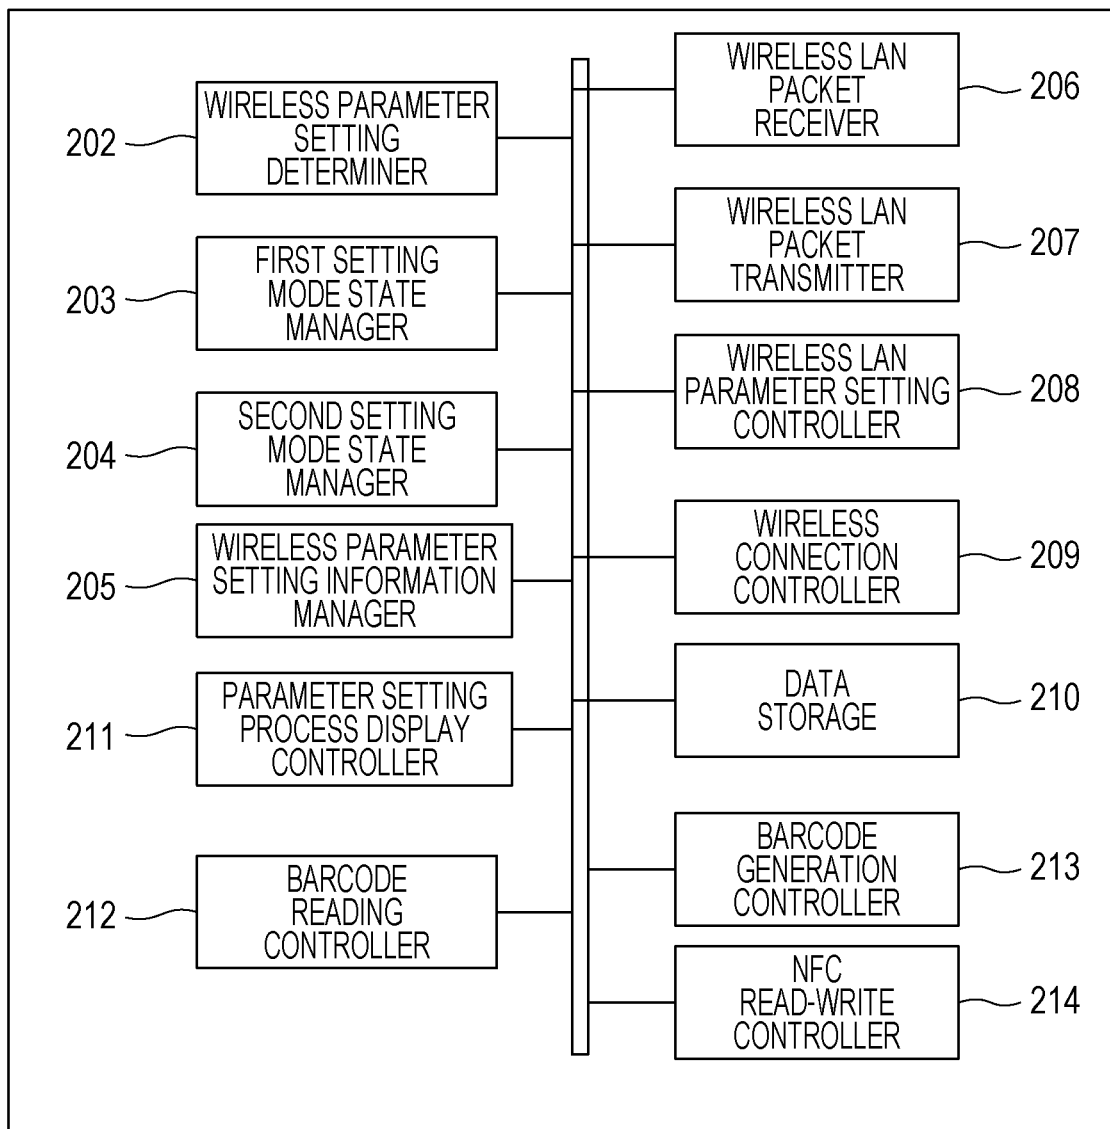 202
WIRELESS PARAMETER
SETTING
DETERMINER
203
FIRST SETTING
MODE STATE
MANAGER
204
SECOND SETTING
MODE STATE
MANAGER
205
WIRELESS PARAMETER
SETTING INFORMATION
MANAGER
211
PARAMETER SETTING
PROCESS DISPLAY
CONTROLLER
212
BARCODE
READING
CONTROLLER
WIRELESS LAN
PACKET
RECEIVER
206
WIRELESS LAN
PACKET
TRANSMITTER
207
WIRELESS LAN
PARAMETER SETTING
CONTROLLER
208
WIRELESS
CONNECTION
CONTROLLER
209
DATA
STORAGE
210
BARCODE
GENERATION
CONTROLLER
213
NFC
READ-WRITE
CONTROLLER
214